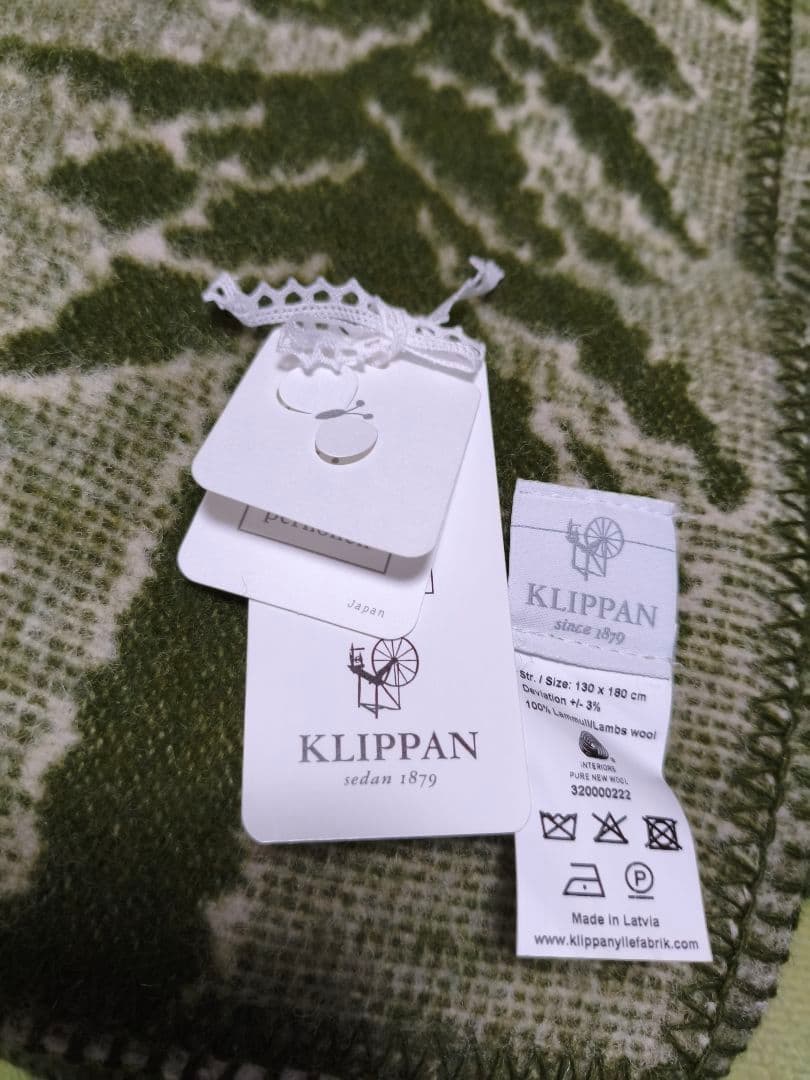 Japan
KLIPPAN
sedan 1879
KLIPPAN
since 1879
Str. / Size: 130 x 180 cm
Deviation +/- 3%
100% Lammull/Lambs wool
INTERIORS
PURE NEW WOOL
320000222
P
Made in Latvia
www.klippanyllefabrik.com